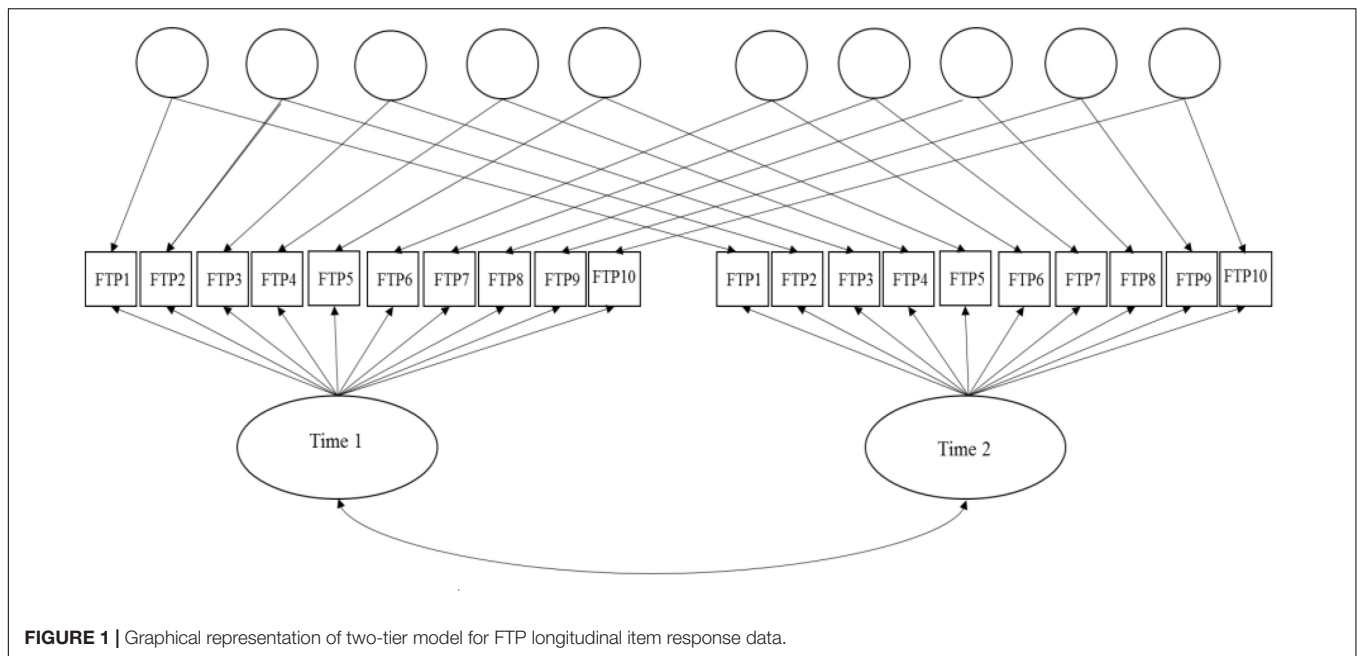 FTP1 FTP2 FTP3 FTP4 FTP5 FTP6 FTP7 FTP8 FTP9 FTP10 FTP1 FTP2 FTP3 FTP4 FTP5 FTP6 FTP7 FTP8 FTP9 FTP10
Time 1 Time 2
FIGURE 1 | Graphical representation of two-tier model for FTP longitudinal item response data.